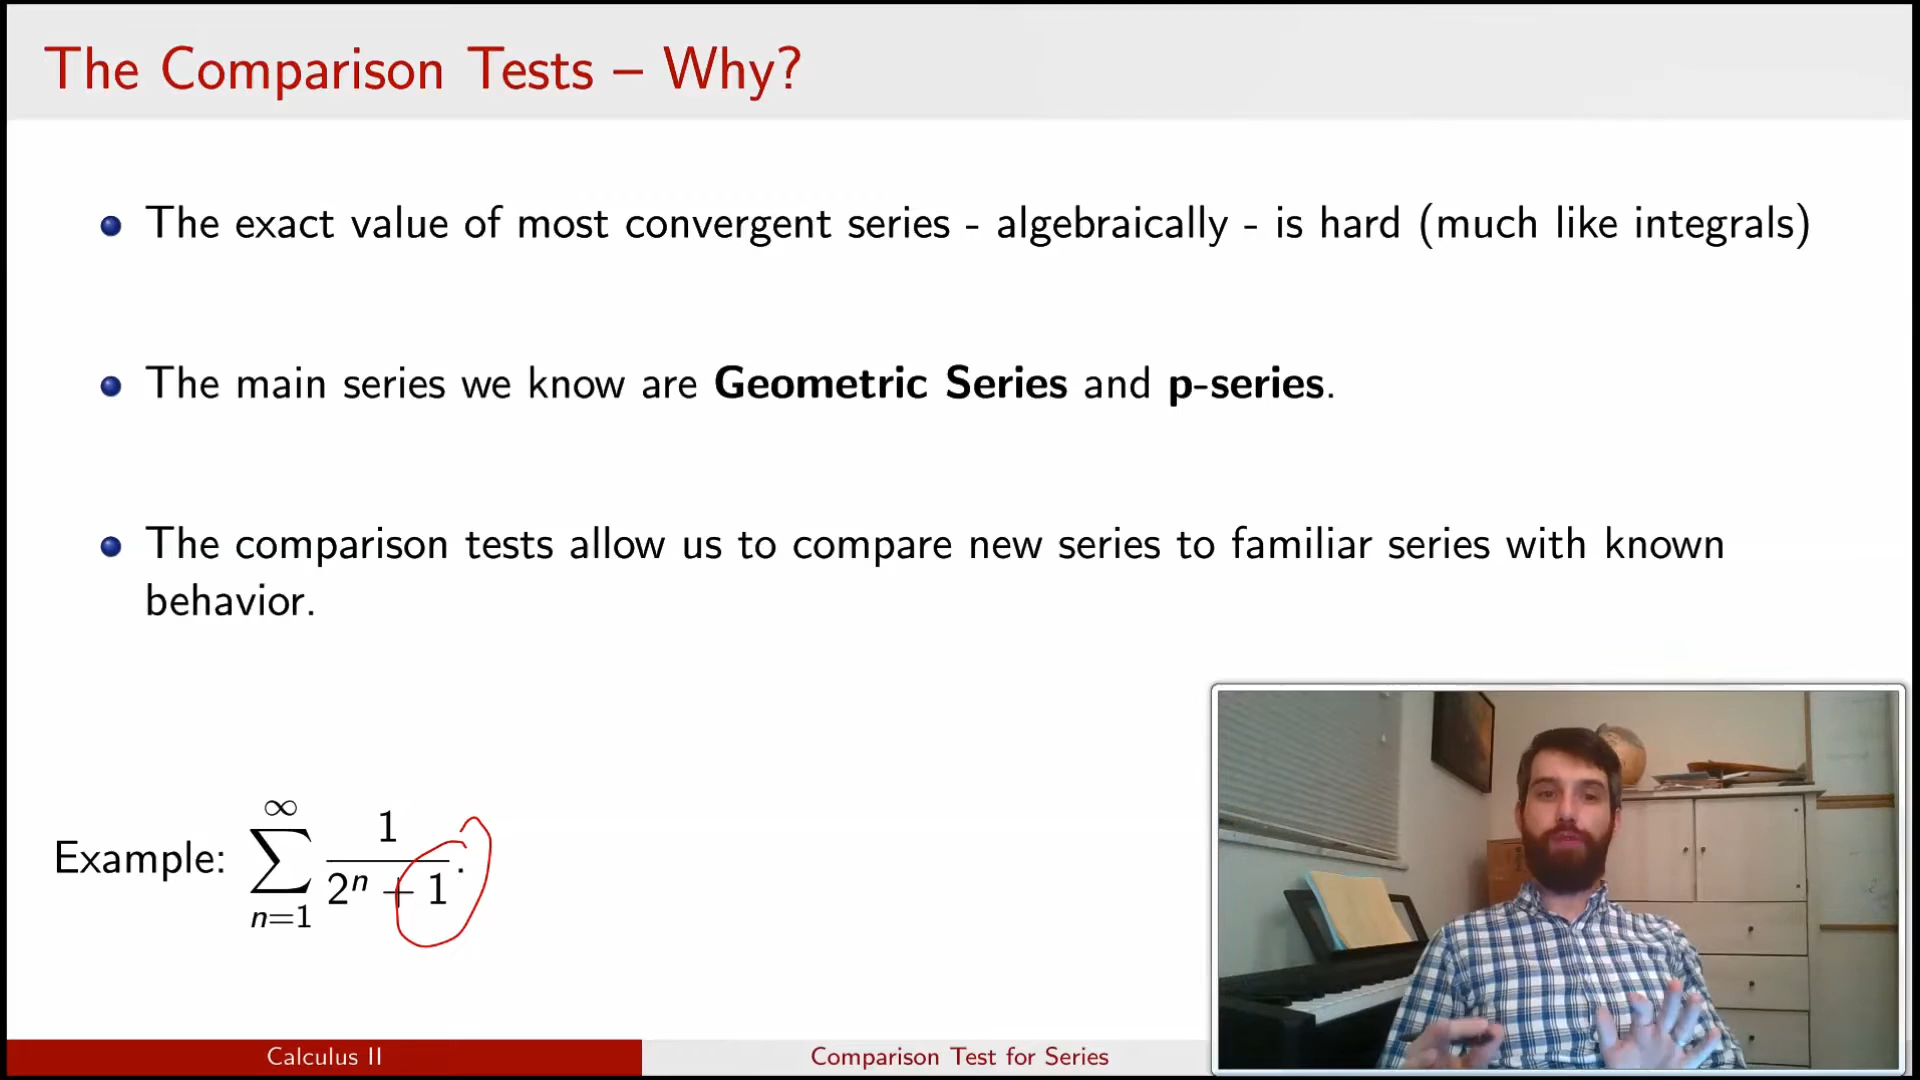 The Comparison Tests – Why?
The exact value of most convergent series - algebraically - is hard (much like integrals)
The main series we know are Geometric Series and p-series.
The comparison tests allow us to compare new series to familiar series with known
behavior.
∞
Example: ∑ 1/(2ⁿ + 1).
n=1
Calculus II
Comparison Test for Series